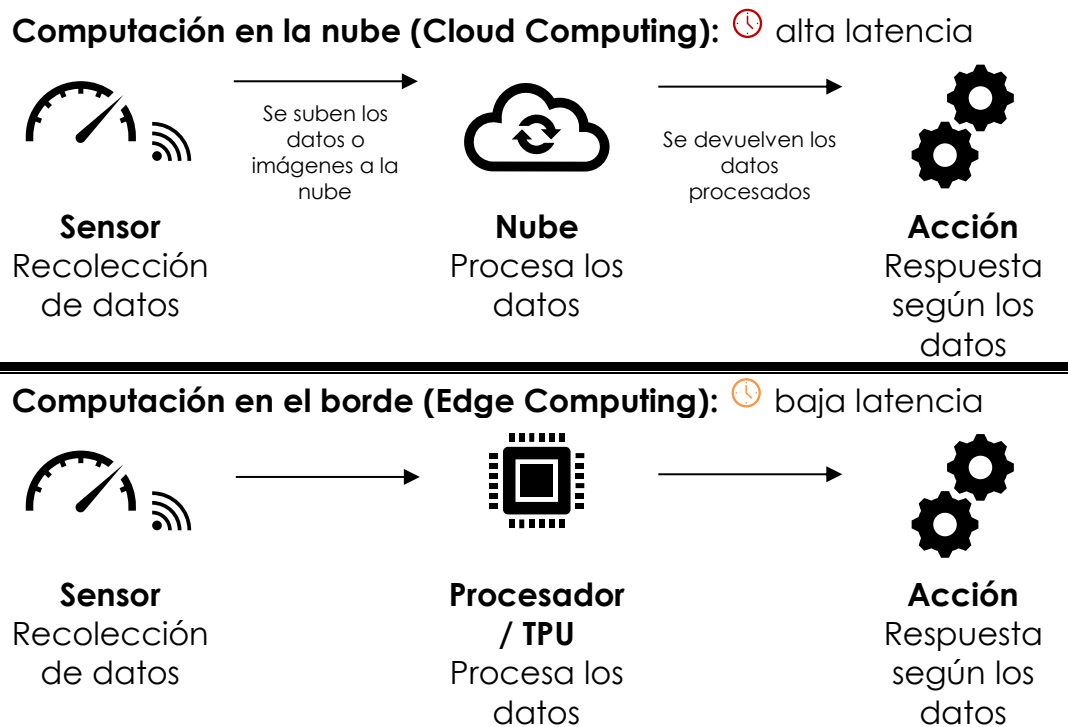 Computación en la nube (Cloud Computing): alta latencia
Se suben los
datos o
imágenes a la
nube
Se devuelven los
datos
procesados
Sensor
Recolección
de datos
Nube
Procesa los
datos
Acción
Respuesta
según los
datos
Computación en el borde (Edge Computing): baja latencia
Sensor
Recolección
de datos
Procesador
/ TPU
Procesa los
datos
Acción
Respuesta
según los
datos